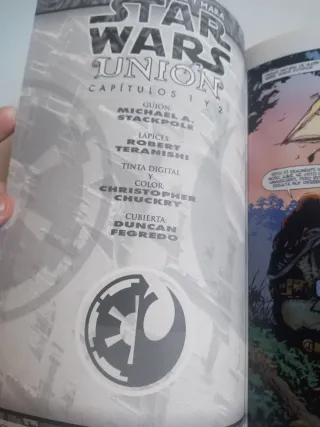 MARA
STAR
WARS
UNIÓN
CAPÍTULOS 1 Y 2
GUIÓN:
MICHAEL A.
STACKPOLE
LÁPICES:
ROBERT
TERANISHI
TINTA DIGITAL
Y
COLOR:
CHRISTOPHER
CHUCKRY
CUBIERTA:
DUNCAN
FEGREDO